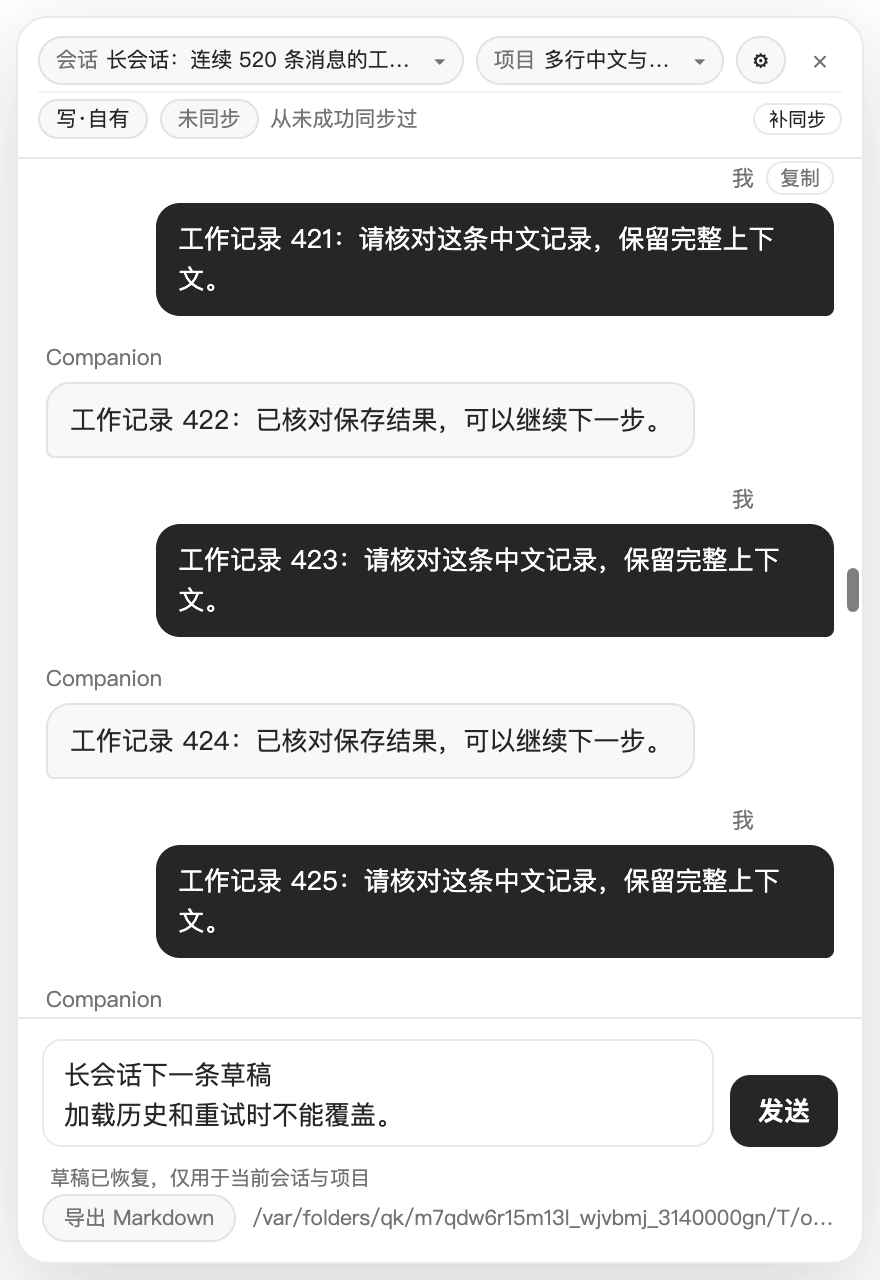 会话 长会话：连续 520 条消息的工… 项目 多行中文与…
写·自有 未同步 从未成功同步过 补同步
我 复制
工作记录 421：请核对这条中文记录，保留完整上下
文。
Companion
工作记录 422：已核对保存结果，可以继续下一步。
我
工作记录 423：请核对这条中文记录，保留完整上下
文。
Companion
工作记录 424：已核对保存结果，可以继续下一步。
我
工作记录 425：请核对这条中文记录，保留完整上下
文。
Companion
长会话下一条草稿
加载历史和重试时不能覆盖。
发送
草稿已恢复，仅用于当前会话与项目
导出 Markdown /var/folders/qk/m7qdw6r15m13l_wjvbmj_3140000gn/T/o…